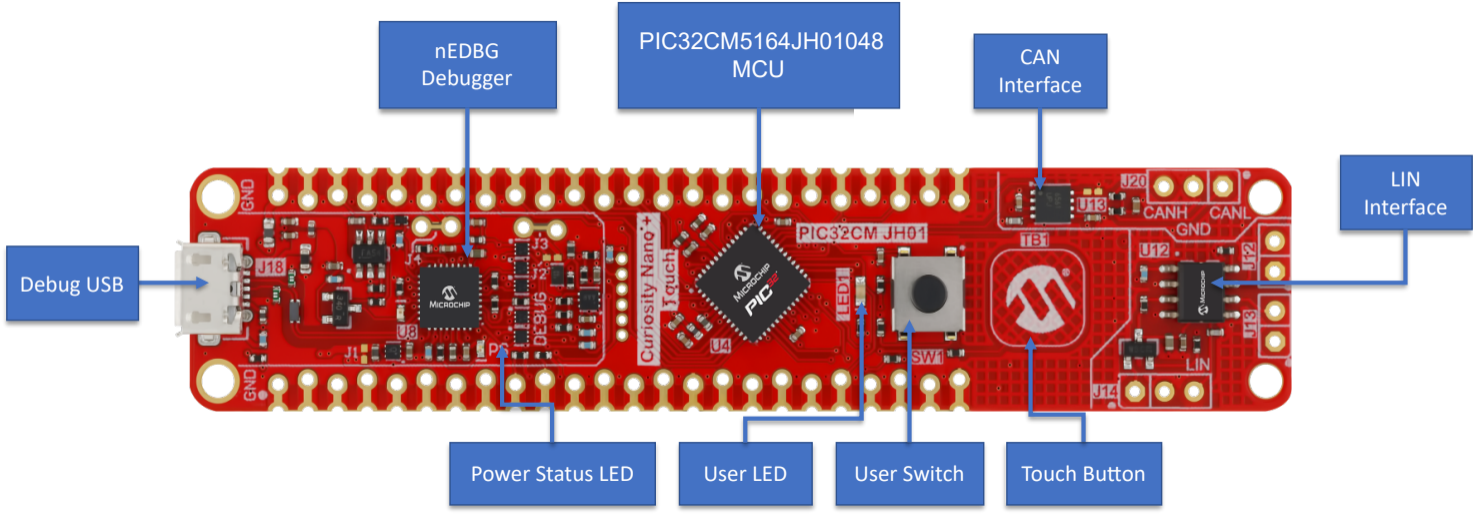 nEDBG
Debugger
PIC32CM5164JH01048
MCU
CAN
Interface
LIN
Interface
Debug USB
GND
GND
J18
J4
U8
J1
MICROCHIP
J3
J2
DEBUG
Curiosity Nano +
Touch
MICROCHIP
PIC32
U4
PIC32CM JH01
LED1
SW1
TB1
U13
J20
CANH
CANL
GND
U12
MICROCHIP
J12
J13
LIN
J14
Power Status LED
User LED
User Switch
Touch Button